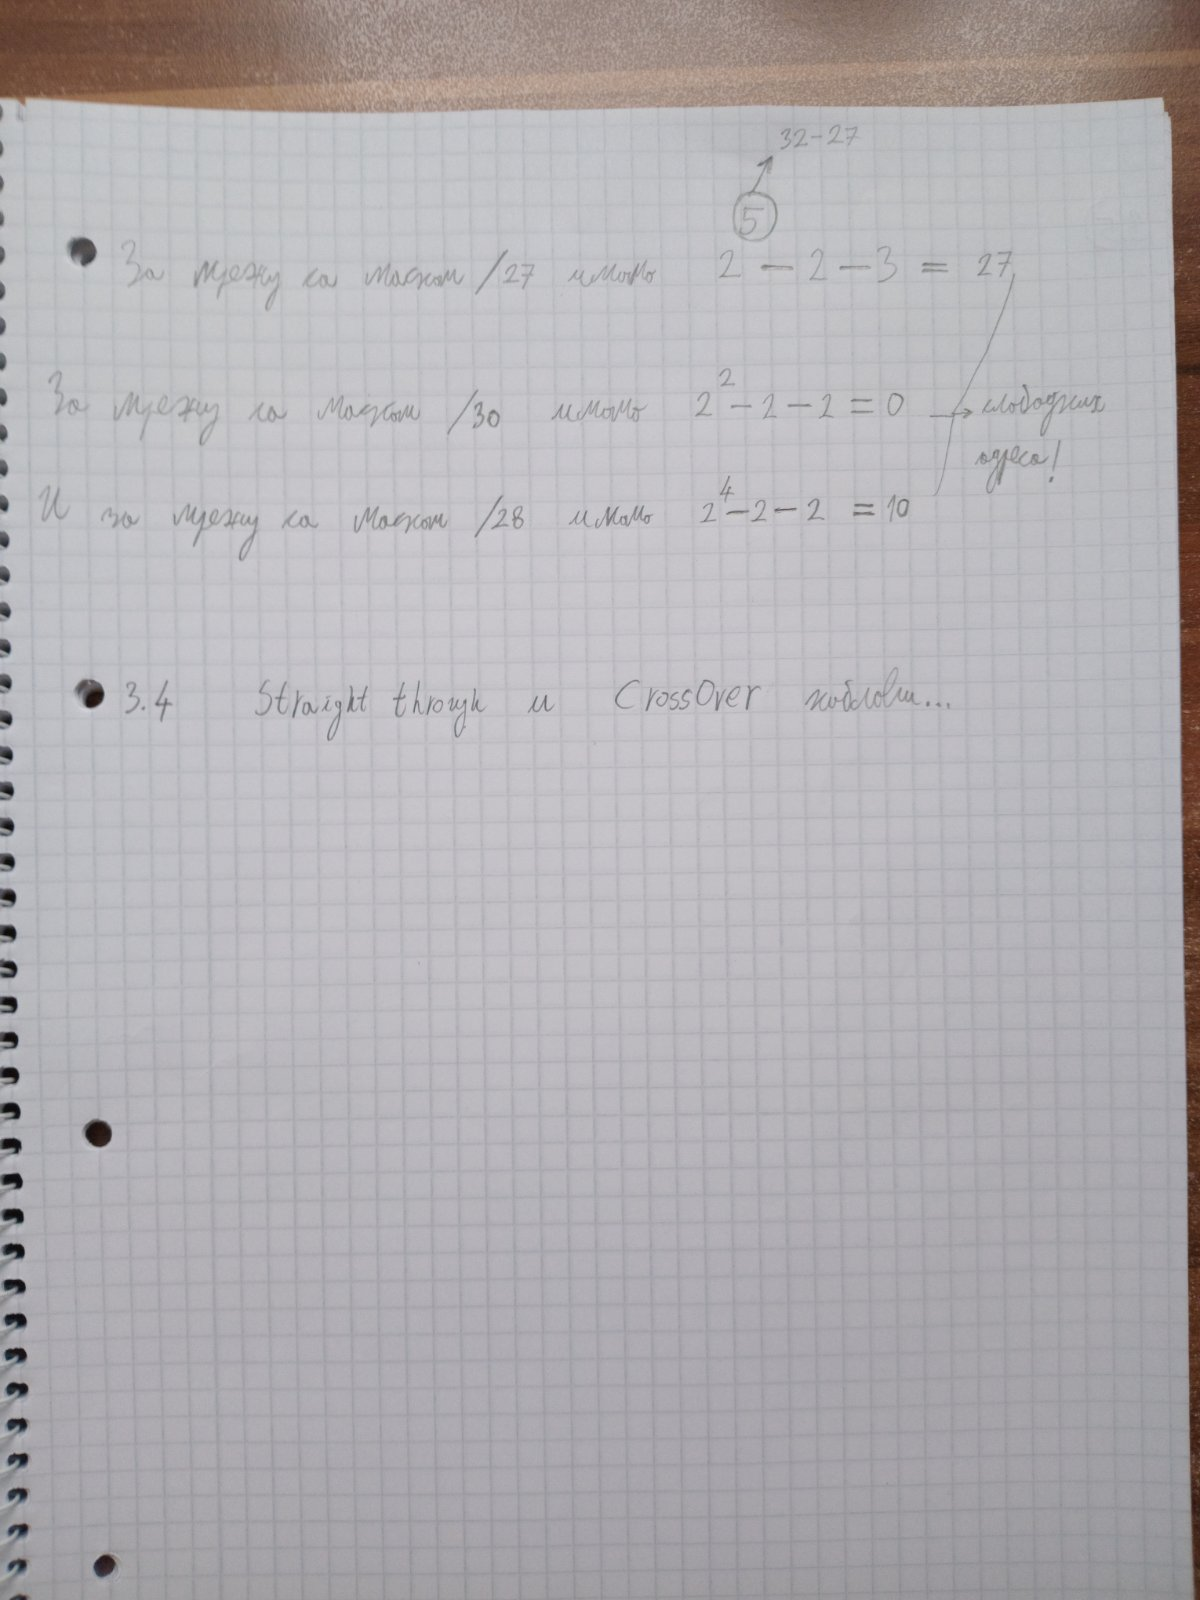 32-27
5
За мрежу са маском /27 имамо 2 - 2 - 3 = 27
За мрежу са маском /30 имамо 2² - 2 - 2 = 0 → слободних
адреса!
И за мрежу са маском /28 имамо 2⁴ - 2 - 2 = 10
3.4 Straight through и CrossOver каблови...